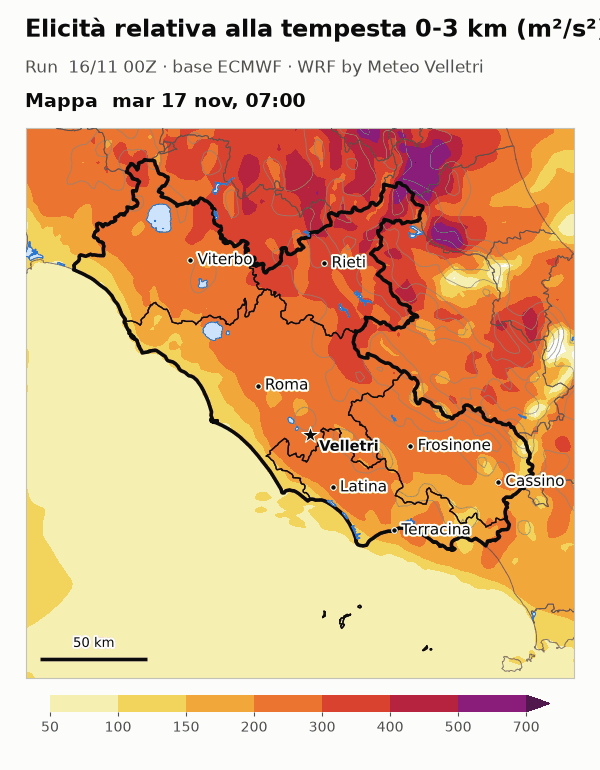 Elicità relativa alla tempesta 0-3 km (m²/s²)
Run 16/11 00Z · base ECMWF · WRF by Meteo Velletri
Mappa mar 17 nov, 07:00
Viterbo
Rieti
Roma
Velletri
Frosinone
Cassino
Latina
Terracina
50 km
50 100 150 200 300 400 500 700